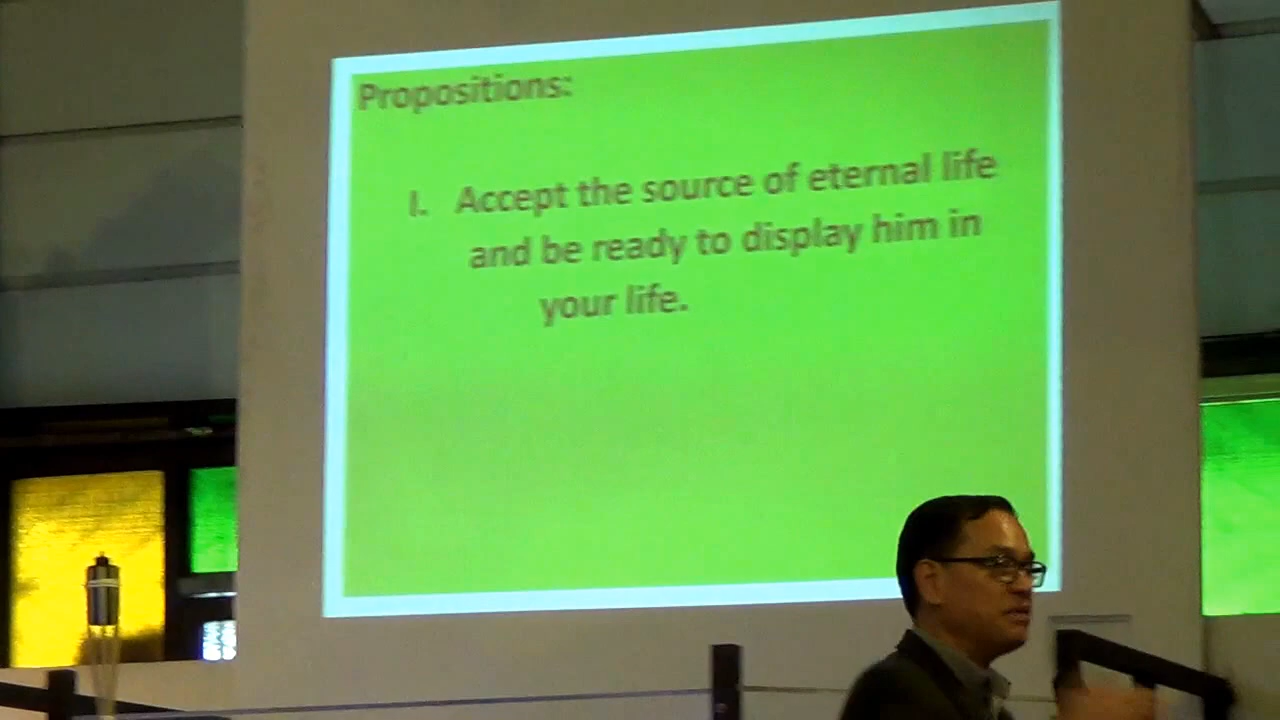 Propositions:
I. Accept the source of eternal life
and be ready to display him in
your life.